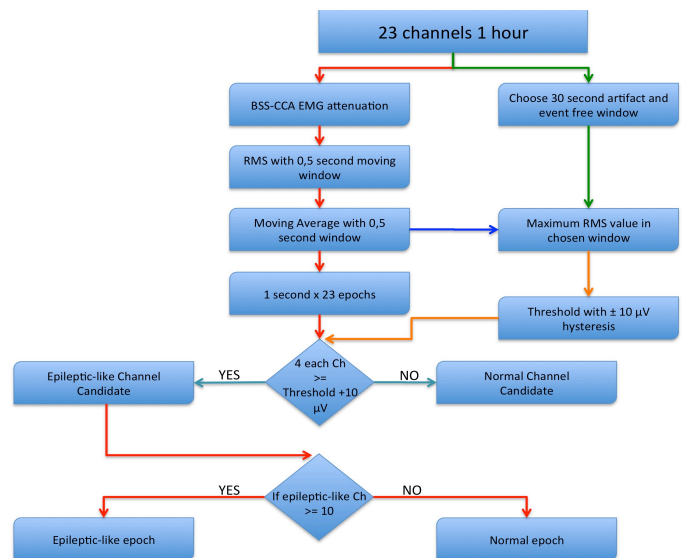 23 channels 1 hour
BSS-CCA EMG attenuation
Choose 30 second artifact and
event free window
RMS with 0,5 second moving
window
Moving Average with 0,5
second window
Maximum RMS value in
chosen window
1 second x 23 epochs
Threshold with ± 10 µV
hysteresis
4 each Ch
>=
Threshold +10
µV
YES
NO
Epileptic-like Channel
Candidate
Normal Channel
Candidate
If epileptic-like Ch
>= 10
YES
NO
Epileptic-like epoch
Normal epoch